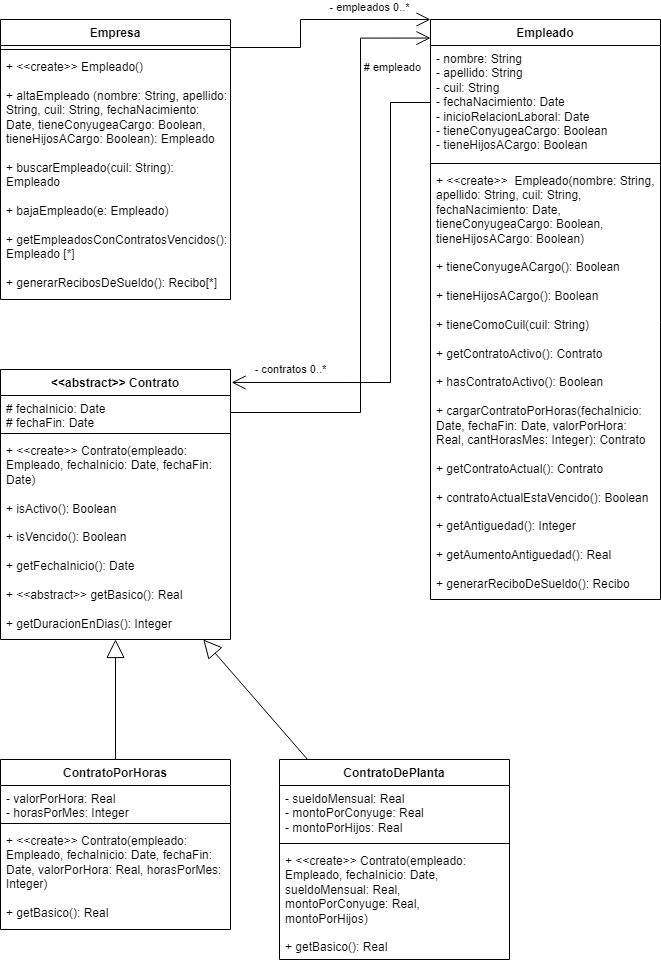 - empleados 0..*
Empresa
+ <<create>> Empleado()
+ altaEmpleado (nombre: String, apellido:
String, cuil: String, fechaNacimiento:
Date, tieneConyugeaCargo: Boolean,
tieneHijosACargo: Boolean): Empleado
+ buscarEmpleado(cuil: String):
Empleado
+ bajaEmpleado(e: Empleado)
+ getEmpleadosConContratosVencidos():
Empleado [*]
+ generarRecibosDeSueldo(): Recibo[*]
# empleado
Empleado
- nombre: String
- apellido: String
- cuil: String
- fechaNacimiento: Date
- inicioRelacionLaboral: Date
- tieneConyugeaCargo: Boolean
- tieneHijosACargo: Boolean
+ <<create>> Empleado(nombre: String,
apellido: String, cuil: String,
fechaNacimiento: Date,
tieneConyugeaCargo: Boolean,
tieneHijosACargo: Boolean)
+ tieneConyugeACargo(): Boolean
+ tieneHijosACargo(): Boolean
+ tieneComoCuil(cuil: String)
+ getContratoActivo(): Contrato
+ hasContratoActivo(): Boolean
+ cargarContratoPorHoras(fechaInicio:
Date, fechaFin: Date, valorPorHora:
Real, cantHorasMes: Integer): Contrato
+ getContratoActual(): Contrato
+ contratoActualEstaVencido(): Boolean
+ getAntiguedad(): Integer
+ getAumentoAntiguedad(): Real
+ generarReciboDeSueldo(): Recibo
- contratos 0..*
<<abstract>> Contrato
# fechaInicio: Date
# fechaFin: Date
+ <<create>> Contrato(empleado:
Empleado, fechaInicio: Date, fechaFin:
Date)
+ isActivo(): Boolean
+ isVencido(): Boolean
+ getFechaInicio(): Date
+ <<abstract>> getBasico(): Real
+ getDuracionEnDias(): Integer
ContratoPorHoras
- valorPorHora: Real
- horasPorMes: Integer
+ <<create>> Contrato(empleado:
Empleado, fechaInicio: Date, fechaFin:
Date, valorPorHora: Real, horasPorMes:
Integer)
+ getBasico(): Real
ContratoDePlanta
- sueldoMensual: Real
- montoPorConyuge: Real
- montoPorHijos: Real
+ <<create>> Contrato(empleado:
Empleado, fechaInicio: Date,
sueldoMensual: Real,
montoPorConyuge: Real,
montoPorHijos)
+ getBasico(): Real